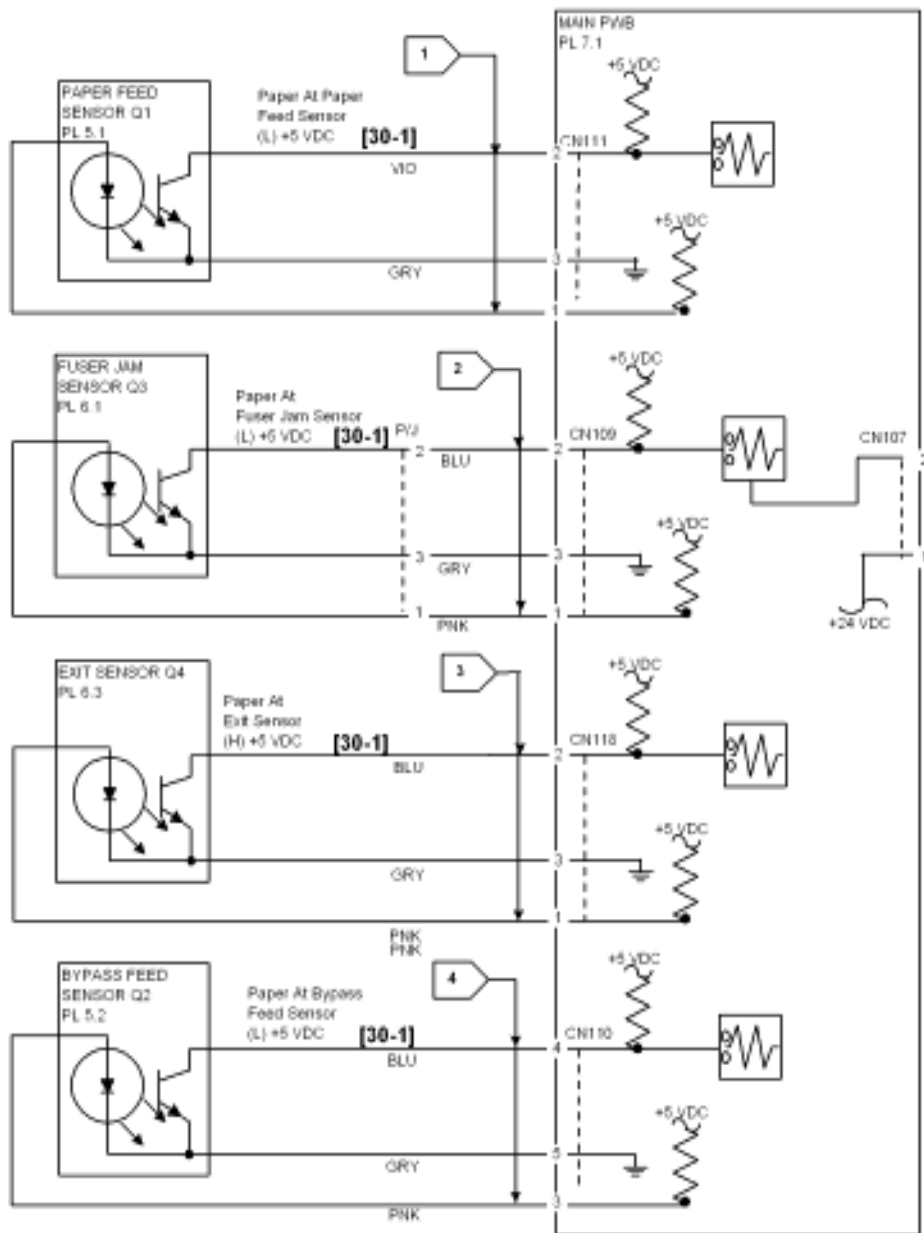 MAIN PWB
PL 7.1
1
+5 VDC
PAPER FEED
SENSOR Q1
PL 5.1
Paper At Paper
Feed Sensor
(L) +5 VDC [30-1]
CN111
2
VIO
+5 VDC
3
GRY
1
FUSER JAM
SENSOR Q3
PL 6.1
2
+5 VDC
Paper At
Fuser Jam Sensor
(L) +5 VDC [30-1] P/J
2
BLU
2
CN109
CN107
+5 VDC
3
GRY
3
1
PNK
1
+24 VDC
EXIT SENSOR Q4
PL 6.3
3
+5 VDC
Paper At
Exit Sensor
(H) +5 VDC [30-1]
2
CN118
BLU
+5 VDC
3
GRY
1
PNK
PNK
BYPASS FEED
SENSOR Q2
PL 5.2
4
+5 VDC
Paper At Bypass
Feed Sensor
(L) +5 VDC [30-1]
4
CN110
BLU
+5 VDC
5
GRY
3
PNK